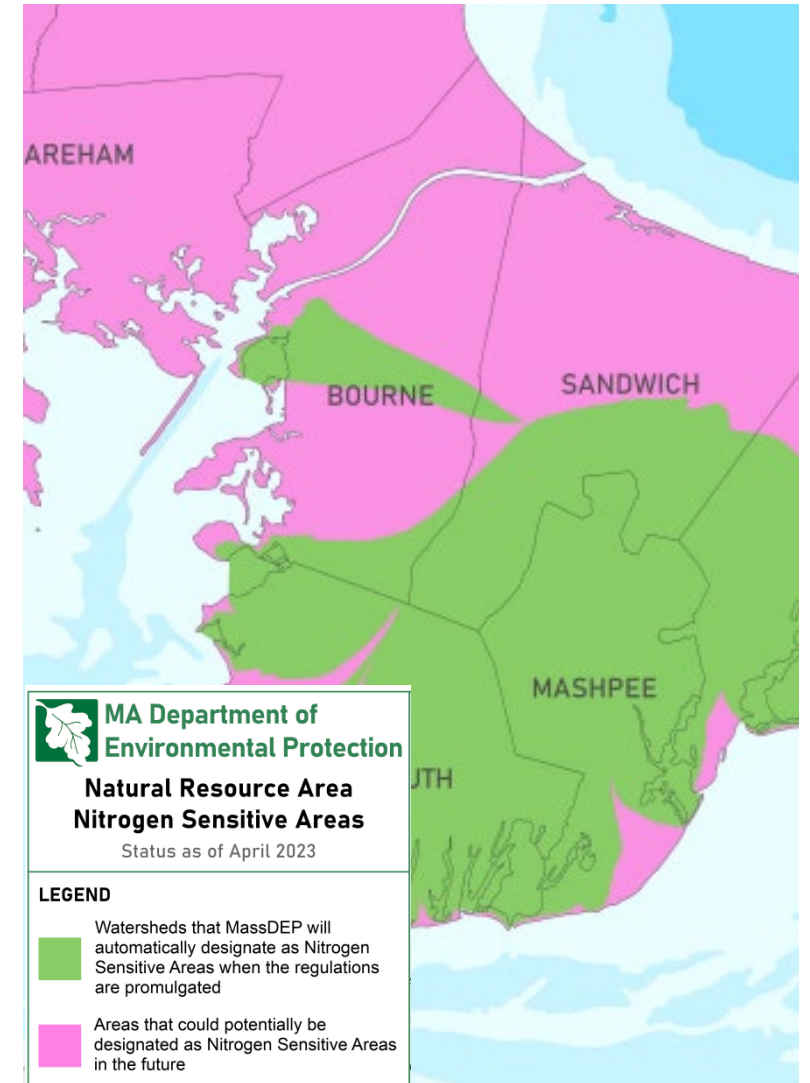 AREHAM
BOURNE
SANDWICH
MASHPEE
UTH
MA Department of
Environmental Protection
Natural Resource Area
Nitrogen Sensitive Areas
Status as of April 2023
LEGEND
Watersheds that MassDEP will
automatically designate as Nitrogen
Sensitive Areas when the regulations
are promulgated
Areas that could potentially be
designated as Nitrogen Sensitive Areas
in the future